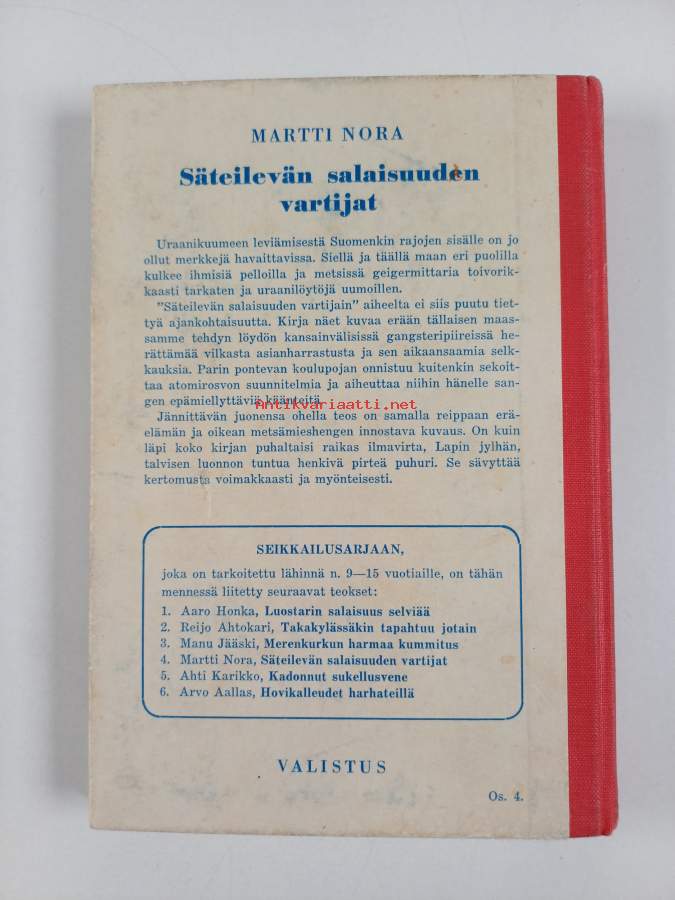 MARTTI NORA
Säteilevän salaisuuden
vartijat
Uraanikuumeen leviämisestä Suomenkin rajojen sisälle on jo
ollut merkkejä havaittavissa. Siellä ja täällä maan eri puolilla
kulkee ihmisiä pelloilla ja metsissä geigermittaria toivorik-
kaasti tarkaten ja uraanilöytöjä uumoillen.
"Säteilevän salaisuuden vartijain" aiheelta ei siis puutu tiet-
tyä ajankohtaisuutta. Kirja näet kuvaa erään tällaisen maas-
samme tehdyn löydön kansainvälisissä gangsteripiireissä he-
rättämää vilkasta asianharrastusta ja sen aikaansaamia selk-
kauksia. Parin pontevan koulupojan onnistuu kuitenkin sekoit-
taa atomirosvon suunnitelmia ja aiheuttaa niihin hänelle san-
gen epämiellyttäviä käänteitä.
Antikvariaatti.net
Jännittävän juonensa ohella teos on samalla reippaan erä-
elämän ja oikean metsämieshengen innostava kuvaus. On kuin
läpi koko kirjan puhaltaisi raikas ilmavirta, Lapin jylhän,
talvisen luonnon tuntua henkivä pirteä puhuri. Se sävyttää
kertomusta voimakkaasti ja myönteisesti.
SEIKKAILUSARJAAN,
joka on tarkoitettu lähinnä n. 9—15 vuotiaille, on tähän
mennessä liitetty seuraavat teokset:
1. Aaro Honka, Luostarin salaisuus selviää
2. Reijo Ahtokari, Takakylässäkin tapahtuu jotain
3. Manu Jääski, Merenkurkun harmaa kummitus
4. Martti Nora, Säteilevän salaisuuden vartijat
5. Ahti Karikko, Kadonnut sukellusvene
6. Arvo Aallas, Hovikalleudet harhateillä
VALISTUS
Os. 4.